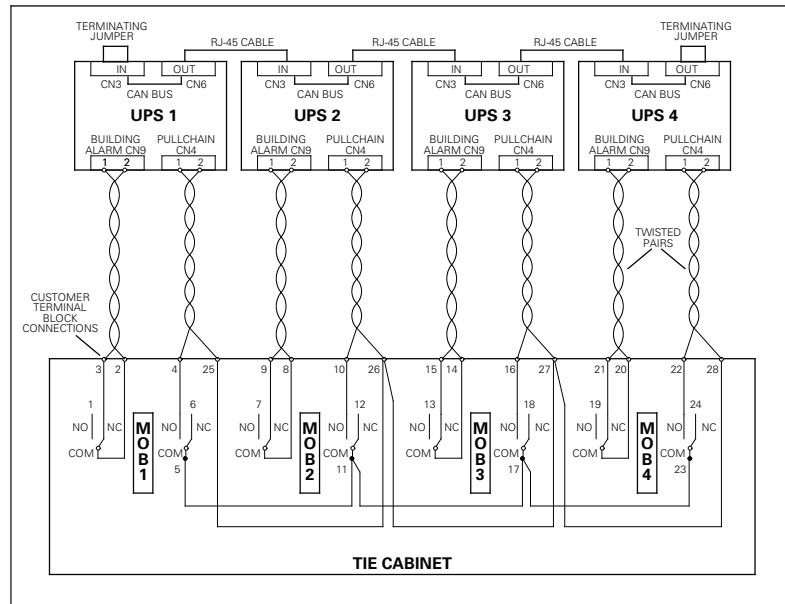 TERMINATING
JUMPER
RJ-45 CABLE
RJ-45 CABLE
RJ-45 CABLE
TERMINATING
JUMPER
IN OUT
CN3 CN6
CAN BUS
UPS 1
IN OUT
CN3 CN6
CAN BUS
UPS 2
IN OUT
CN3 CN6
CAN BUS
UPS 3
IN OUT
CN3 CN6
CAN BUS
UPS 4
BUILDING
ALARM CN9
1 2
PULLCHAIN
CN4
1 2
BUILDING
ALARM CN9
1 2
PULLCHAIN
CN4
1 2
BUILDING
ALARM CN9
1 2
PULLCHAIN
CN4
1 2
BUILDING
ALARM CN9
1 2
PULLCHAIN
CN4
1 2
TWISTED
PAIRS
CUSTOMER
TERMINAL
BLOCK
CONNECTIONS
3 2 4 25 9 8 10 26 15 14 16 27 21 20 22 28
1 6 7 12 13 18 19 24
NO NC NO NC NO NC NO NC NO NC NO NC NO NC NO NC
COM COM COM COM COM COM COM COM
5 11 17 23
MOB1
MOB2
MOB3
MOB4
TIE CABINET